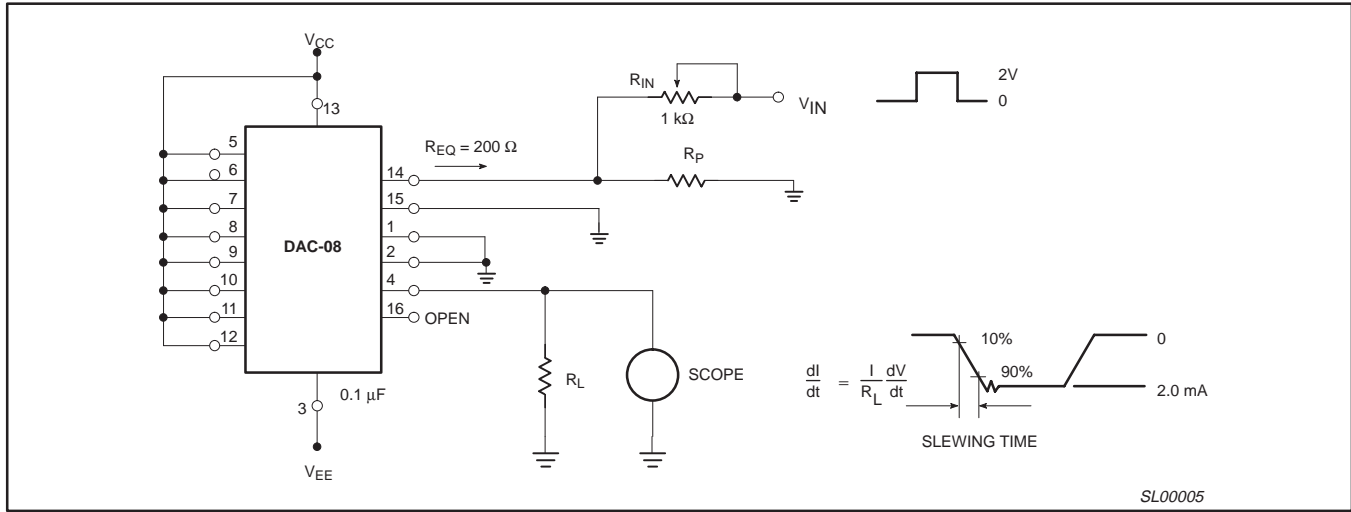 VCC
13
5
6
7
8
9
10
11
12
DAC-08
14
15
1
2
4
16
OPEN
3
0.1 µF
VEE
REQ = 200 Ω
RIN
1 kΩ
VIN
RP
2V
0
RL
SCOPE
dI/dt = I/RL dV/dt
10%
90%
0
2.0 mA
SLEWING TIME
SL00005